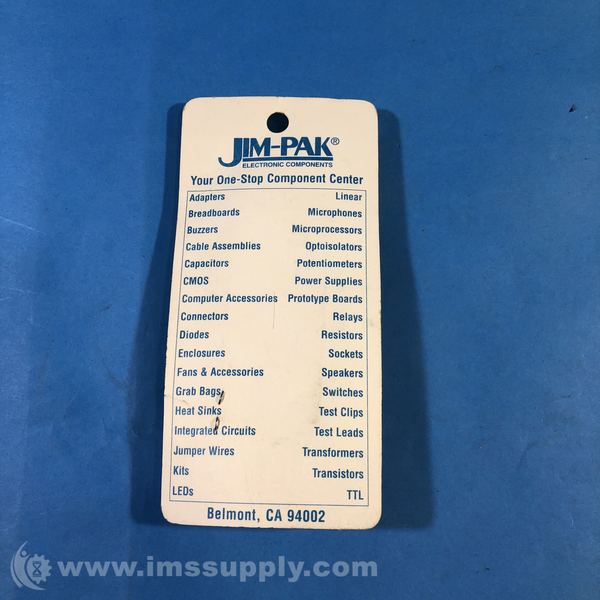 JIM-PAK®
ELECTRONIC COMPONENTS
Your One-Stop Component Center
Adapters Linear
Breadboards Microphones
Buzzers Microprocessors
Cable Assemblies Optoisolators
Capacitors Potentiometers
CMOS Power Supplies
Computer Accessories Prototype Boards
Connectors Relays
Diodes Resistors
Enclosures Sockets
Fans & Accessories Speakers
Grab Bags Switches
Heat Sinks Test Clips
Integrated Circuits Test Leads
Jumper Wires Transformers
Kits Transistors
LEDs TTL
Belmont, CA 94002
www.imssupply.com